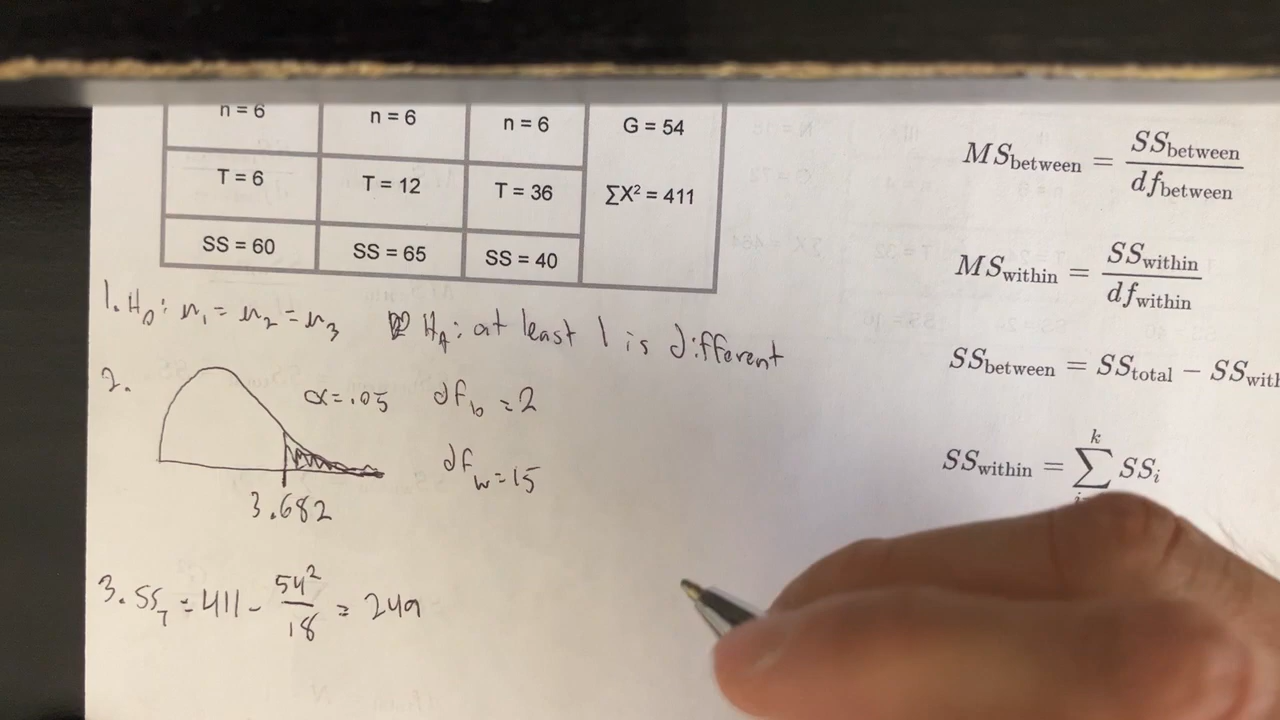 n = 6 n = 6 n = 6 G = 54
T = 6 T = 12 T = 36 ∑X² = 411
SS = 60 SS = 65 SS = 40
MS_between = SS_between / df_between
MS_within = SS_within / df_within
SS_between = SS_total − SS_with
SS_within = ∑ k SS_i
1. H₀: μ₁ = μ₂ = μ₃ H_A: at least 1 is different
2. α = .05 df_b = 2
df_w = 15
3.682
3. SS_T = 411 - 54² / 18 = 249